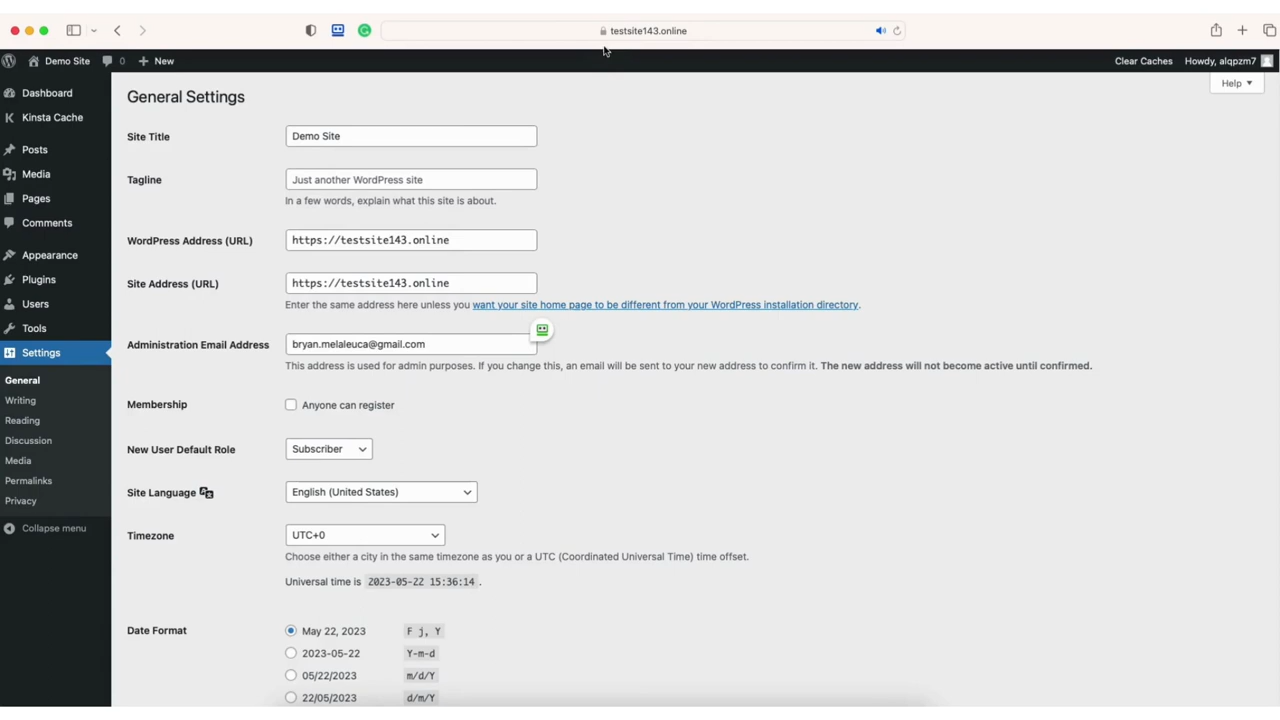 testsite143.online
Demo Site 0 New Clear Caches Howdy, alqpzm7
Help
Dashboard
Kinsta Cache
Posts
Media
Pages
Comments
Appearance
Plugins
Users
Tools
Settings
General
Writing
Reading
Discussion
Media
Permalinks
Privacy
Collapse menu
General Settings
Site Title Demo Site
Tagline Just another WordPress site
In a few words, explain what this site is about.
WordPress Address (URL) https://testsite143.online
Site Address (URL) https://testsite143.online
Enter the same address here unless you want your site home page to be different from your WordPress installation directory.
Administration Email Address bryan.melaleuca@gmail.com
This address is used for admin purposes. If you change this, an email will be sent to your new address to confirm it. The new address will not become active until confirmed.
Membership Anyone can register
New User Default Role Subscriber
Site Language English (United States)
Timezone UTC+0
Choose either a city in the same timezone as you or a UTC (Coordinated Universal Time) time offset.
Universal time is 2023-05-22 15:36:14.
Date Format May 22, 2023 F j, Y
2023-05-22 Y-m-d
05/22/2023 m/d/Y
22/05/2023 d/m/Y